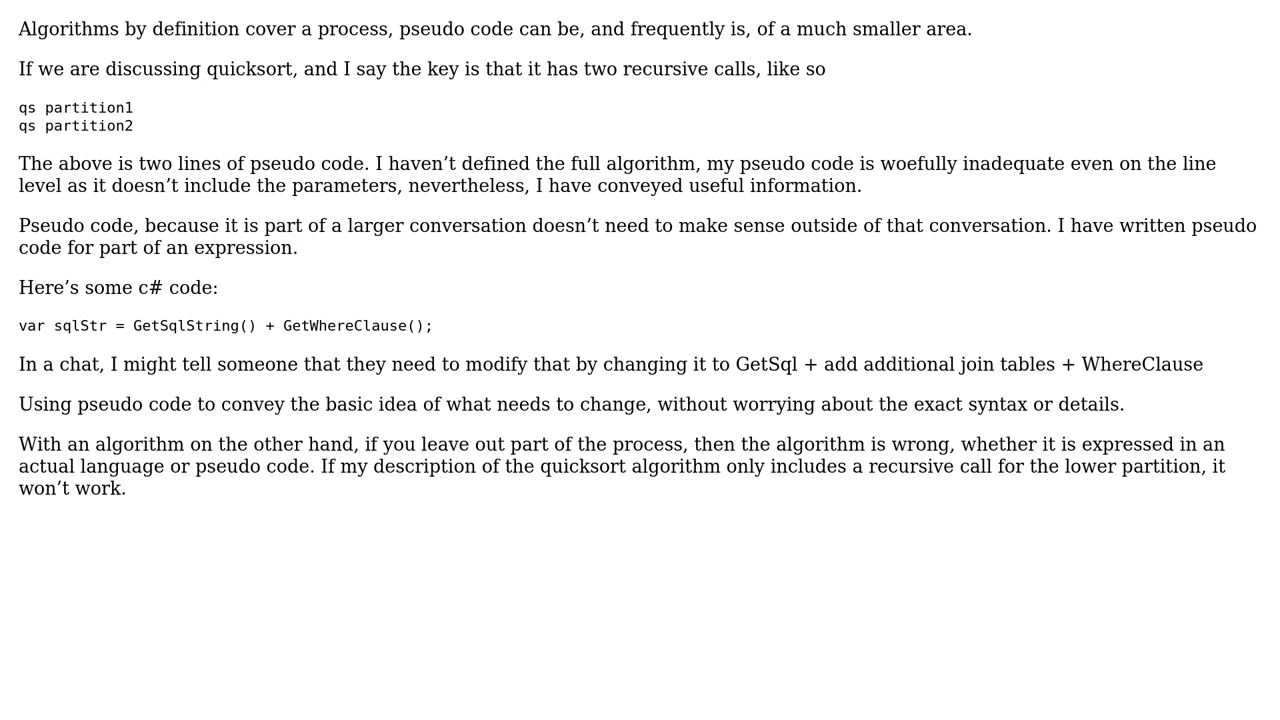 Algorithms by definition cover a process, pseudo code can be, and frequently is, of a much smaller area.
If we are discussing quicksort, and I say the key is that it has two recursive calls, like so
qs partition1
qs partition2
The above is two lines of pseudo code. I haven’t defined the full algorithm, my pseudo code is woefully inadequate even on the line
level as it doesn’t include the parameters, nevertheless, I have conveyed useful information.
Pseudo code, because it is part of a larger conversation doesn’t need to make sense outside of that conversation. I have written pseudo
code for part of an expression.
Here’s some c# code:
var sqlStr = GetSqlString() + GetWhereClause();
In a chat, I might tell someone that they need to modify that by changing it to GetSql + add additional join tables + WhereClause
Using pseudo code to convey the basic idea of what needs to change, without worrying about the exact syntax or details.
With an algorithm on the other hand, if you leave out part of the process, then the algorithm is wrong, whether it is expressed in an
actual language or pseudo code. If my description of the quicksort algorithm only includes a recursive call for the lower partition, it
won’t work.